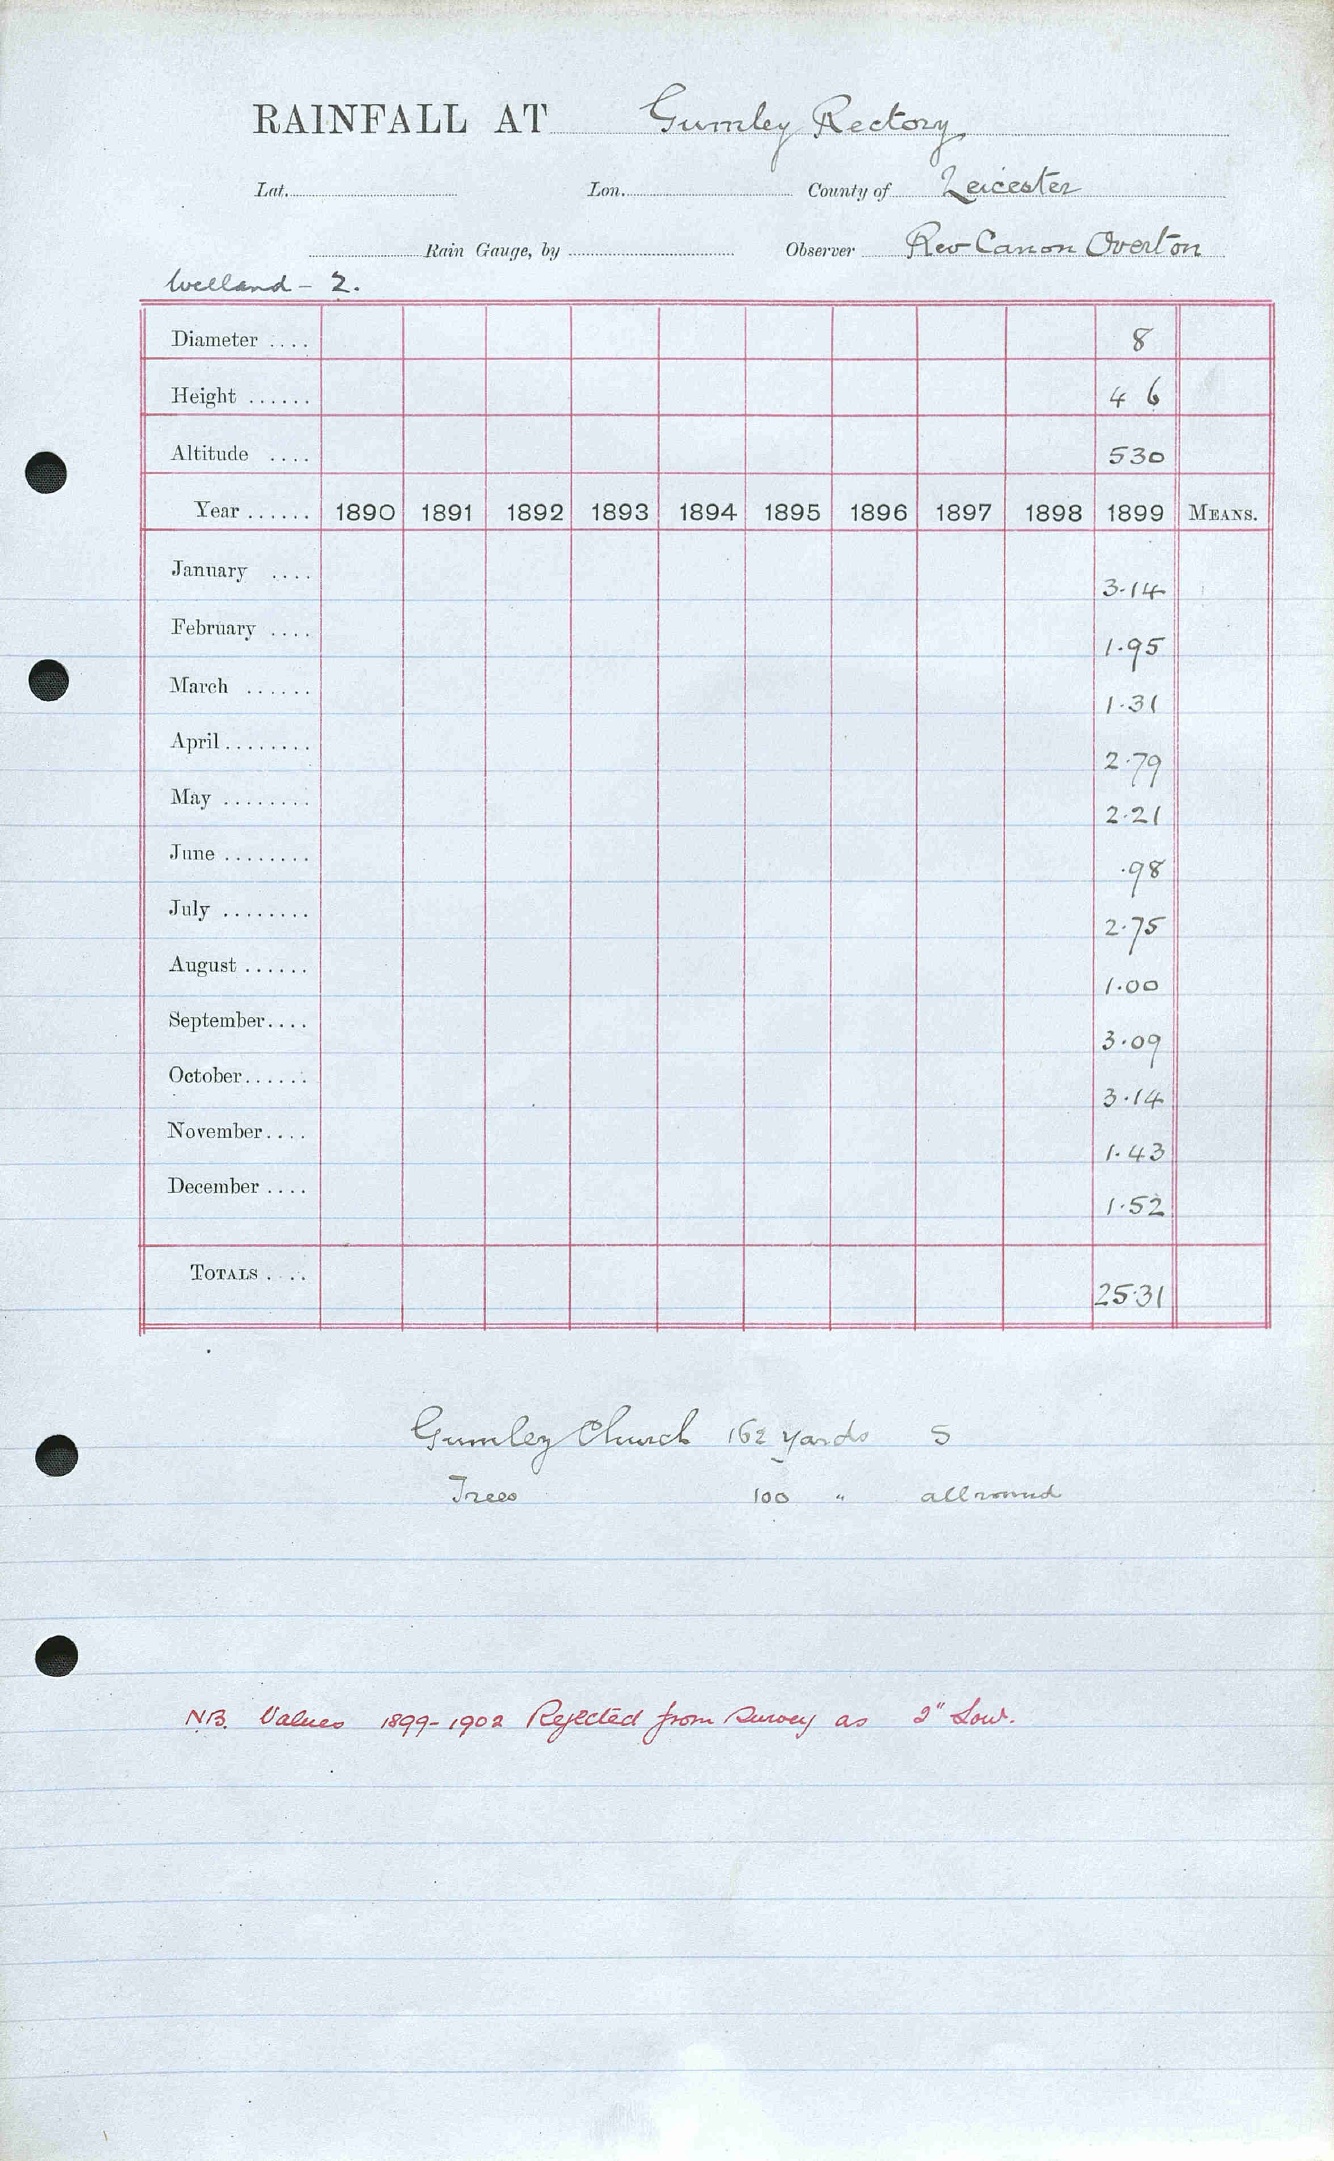 RAINFALL AT Gumley Rectory
Lat. Lon. County of Leicester
Rain Gauge, by Observer Rev Canon Overton
Welland - 2.
Diameter .... 8
Height ...... 4 6
Altitude .... 530
Year ...... 1890 1891 1892 1893 1894 1895 1896 1897 1898 1899 MEANS.
January .... 3.14
February .... 1.95
March ...... 1.31
April ........ 2.79
May ........ 2.21
June ........ .98
July ........ 2.75
August ...... 1.00
September.... 3.09
October...... 3.14
November.... 1.43
December .... 1.52
TOTALS .... 25.31
Gumley Church 162 yards S
Trees 100 " all round
NB. Values 1899-1902 Rejected from Survey as 2" Low.